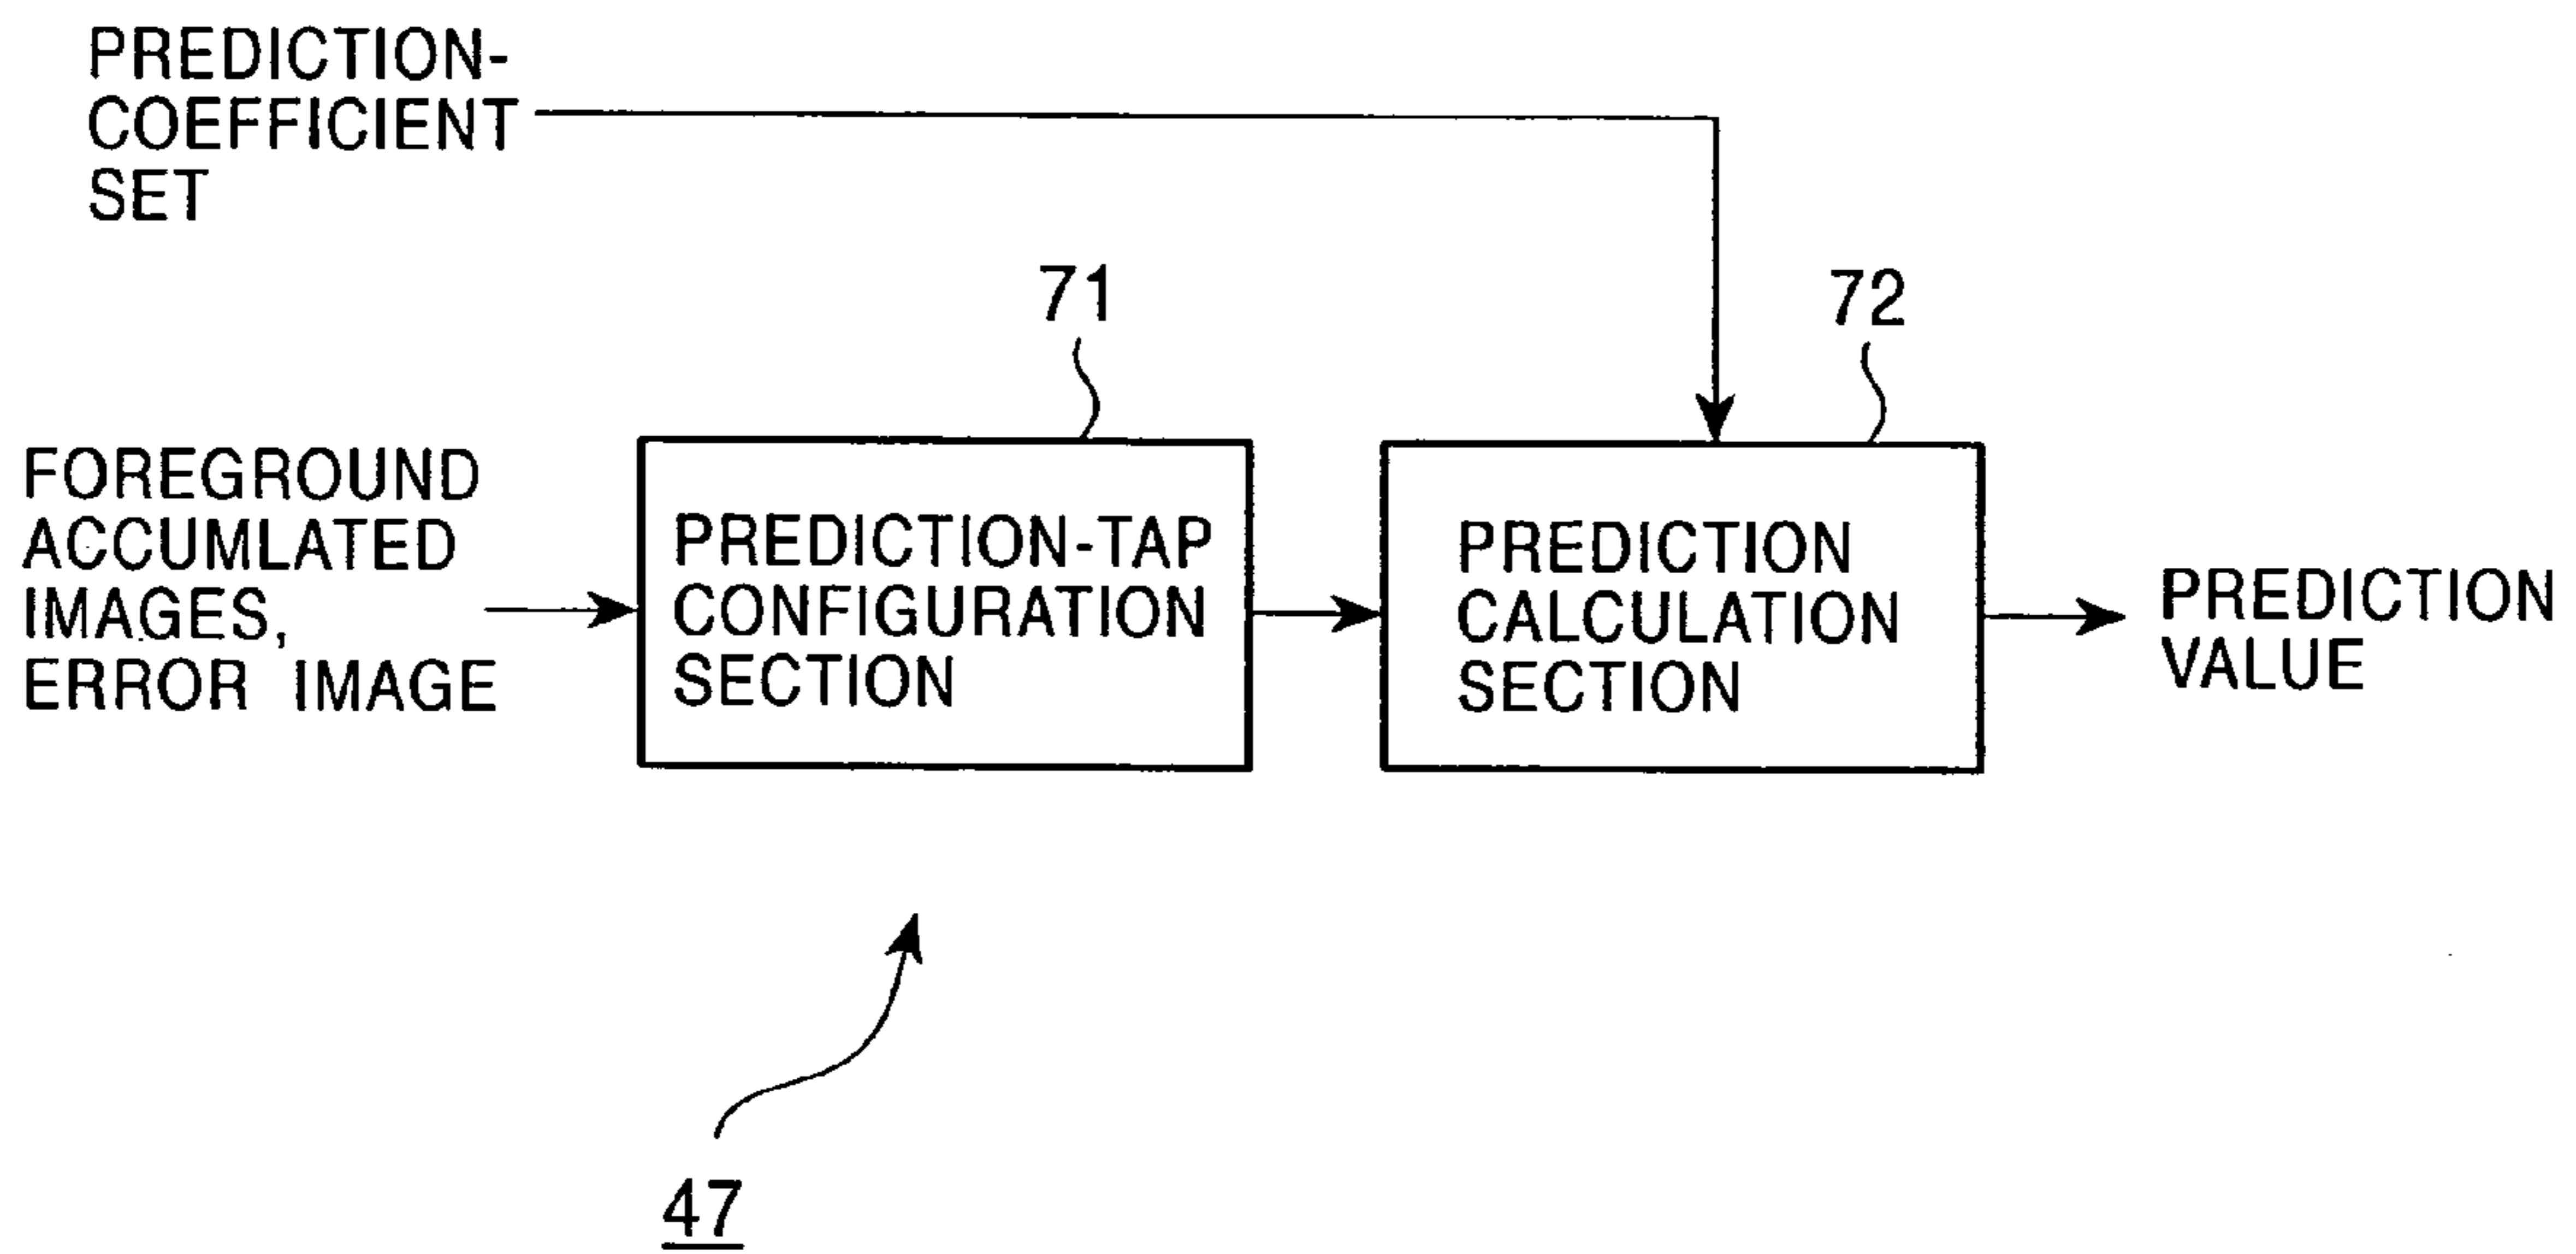 PREDICTION-
COEFFICIENT
SET
71
72
FOREGROUND
ACCUMLATED
IMAGES,
ERROR IMAGE
PREDICTION-TAP
CONFIGURATION
SECTION
PREDICTION
CALCULATION
SECTION
PREDICTION
VALUE
47